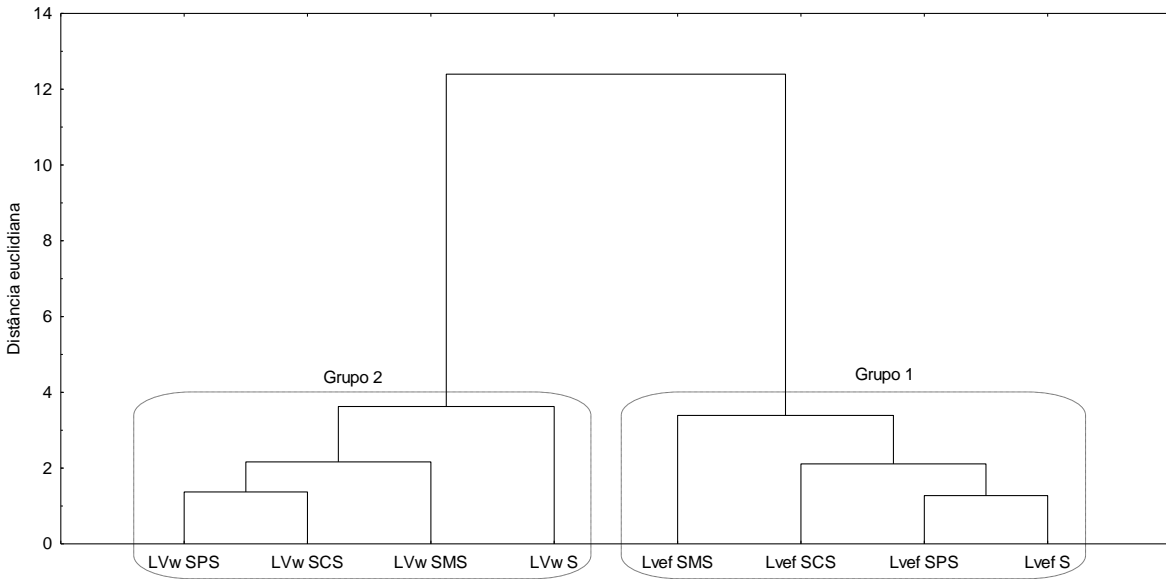 14
12
10
8
6
4
2
0
Distância euclidiana
Grupo 2
Grupo 1
LVw SPS LVw SCS LVw SMS LVw S Lvef SMS Lvef SCS Lvef SPS Lvef S